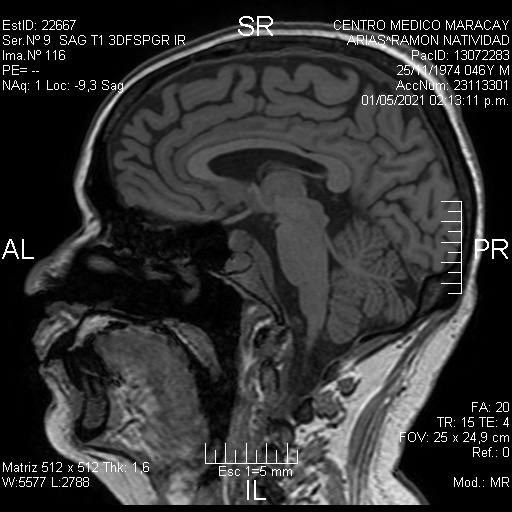 EstID: 22667
Ser.Nº 9 SAG T1 3DFSPGR IR
Ima.Nº 116
PE= --
NAq: 1 Loc: -9,3 Sag
SR
CENTRO MEDICO MARACAY
ARIAS^RAMON NATIVIDAD
PacID: 13072283
25/11/1974 046Y M
AccNum: 23113301
01/05/2021 02:13:11 p.m.
AL
PR
FA: 20
TR: 15 TE: 4
FOV: 25 x 24,9 cm
Ref.: 0
Matriz 512 x 512 Thk: 1,6
W:5577 L:2788
Esc 1=5 mm
IL
Mod.: MR